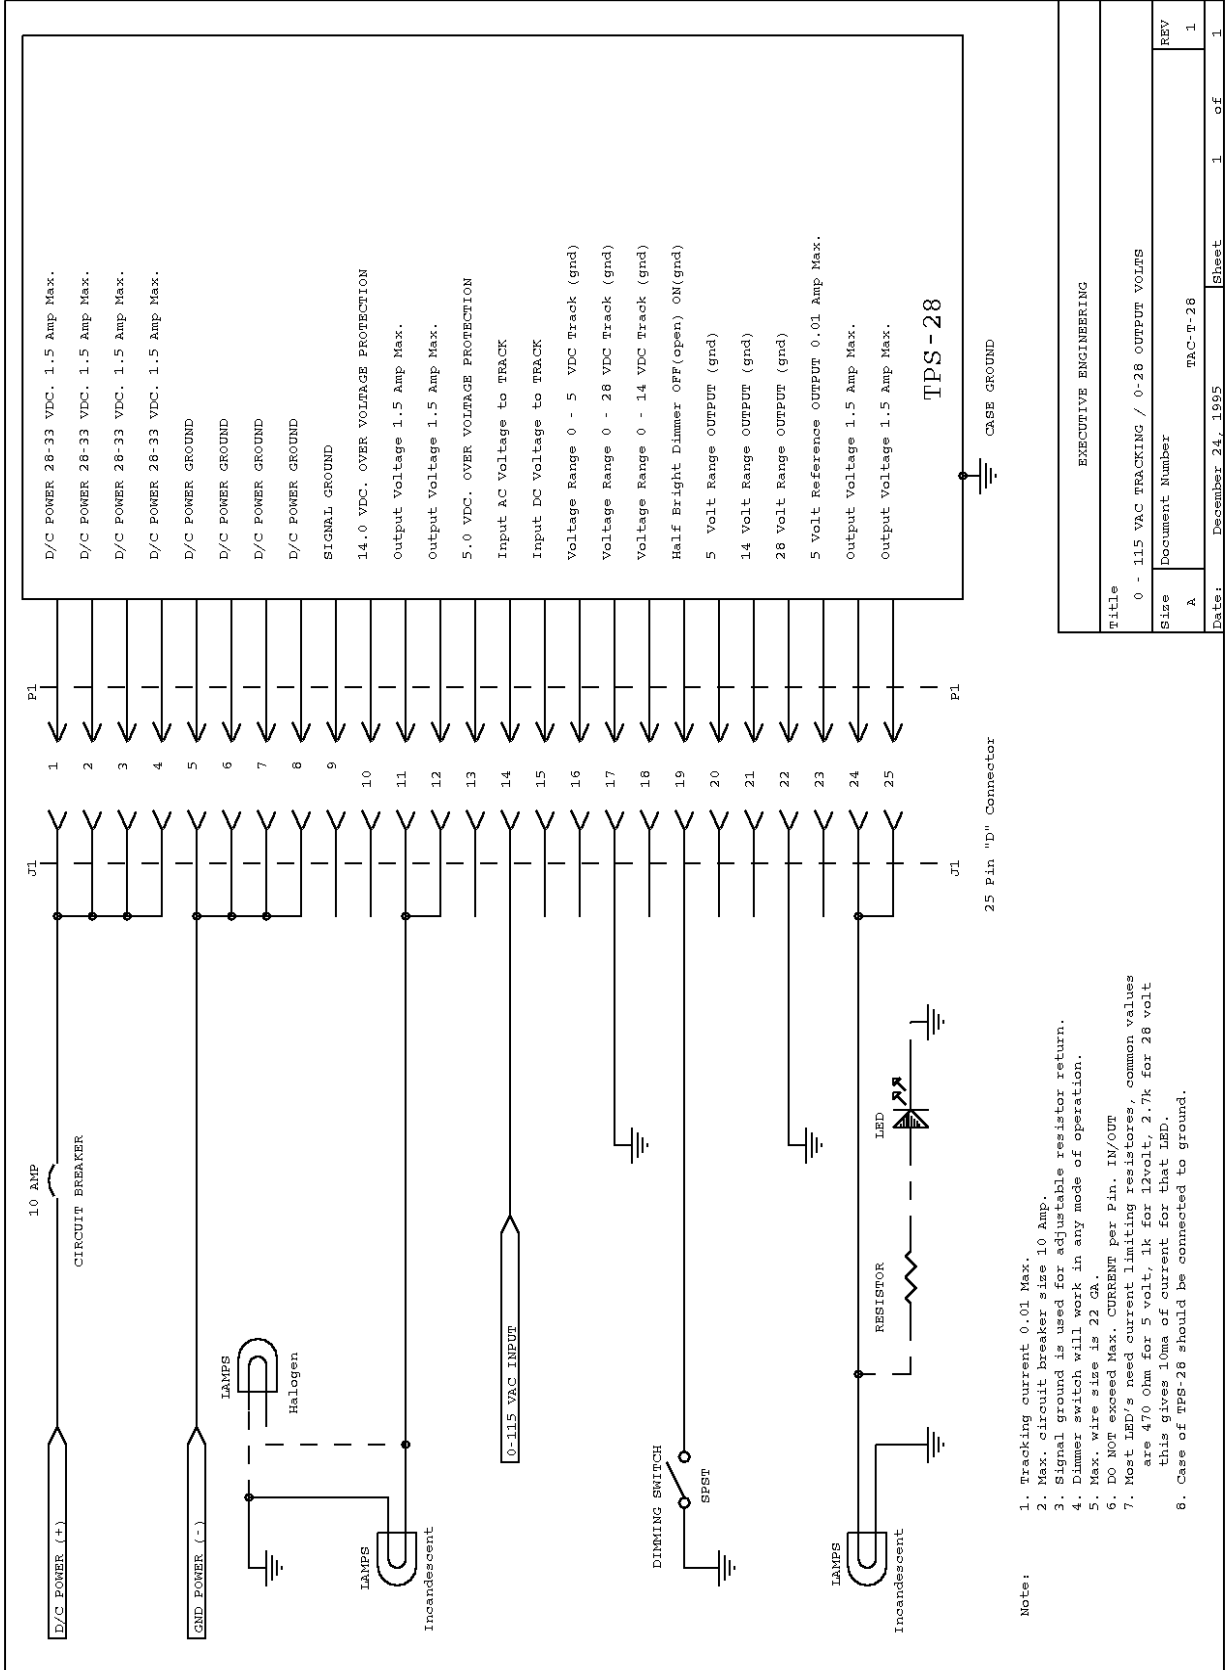 D/C POWER (+)
10 AMP
CIRCUIT BREAKER
GND POWER (-)
LAMPS
Halogen
LAMPS
Incandescent
0-115 VAC INPUT
DIMMING SWITCH
SPST
LAMPS
Incandescent
RESISTOR
LED
J1
P1
1
2
3
4
5
6
7
8
9
10
11
12
13
14
15
16
17
18
19
20
21
22
23
24
25
J1
P1
25 Pin "D" Connector
D/C POWER 28-33 VDC. 1.5 Amp Max.
D/C POWER 28-33 VDC. 1.5 Amp Max.
D/C POWER 28-33 VDC. 1.5 Amp Max.
D/C POWER 28-33 VDC. 1.5 Amp Max.
D/C POWER GROUND
D/C POWER GROUND
D/C POWER GROUND
D/C POWER GROUND
SIGNAL GROUND
14.0 VDC. OVER VOLTAGE PROTECTION
Output Voltage 1.5 Amp Max.
Output Voltage 1.5 Amp Max.
5.0 VDC. OVER VOLTAGE PROTECTION
Input AC Voltage to TRACK
Input DC Voltage to TRACK
Voltage Range 0 - 5 VDC Track (gnd)
Voltage Range 0 - 28 VDC Track (gnd)
Voltage Range 0 - 14 VDC Track (gnd)
Half Bright Dimmer OFF(open) ON(gnd)
5 Volt Range OUTPUT (gnd)
14 Volt Range OUTPUT (gnd)
28 Volt Range OUTPUT (gnd)
5 Volt Reference OUTPUT 0.01 Amp Max.
Output Voltage 1.5 Amp Max.
Output Voltage 1.5 Amp Max.
TPS-28
CASE GROUND
Note:
1. Tracking current 0.01 Max.
2. Max. circuit breaker size 10 Amp.
3. Signal ground is used for adjustable resistor return.
4. Dimmer switch will work in any mode of operation.
5. Max. wire size is 22 GA.
6. DO NOT exceed Max. CURRENT per Pin. IN/OUT
7. Most LED's need current limiting resistores, common values
are 470 Ohm for 5 volt, 1k for 12volt, 2.7k for 28 volt
this gives 10ma of current for that LED.
8. Case of TPS-28 should be connected to ground.
EXECUTIVE ENGINEERING
Title
0 - 115 VAC TRACKING / 0-28 OUTPUT VOLTS
Size Document Number REV
A TAC-T-28 1
Date: December 24, 1995 Sheet 1 of 1